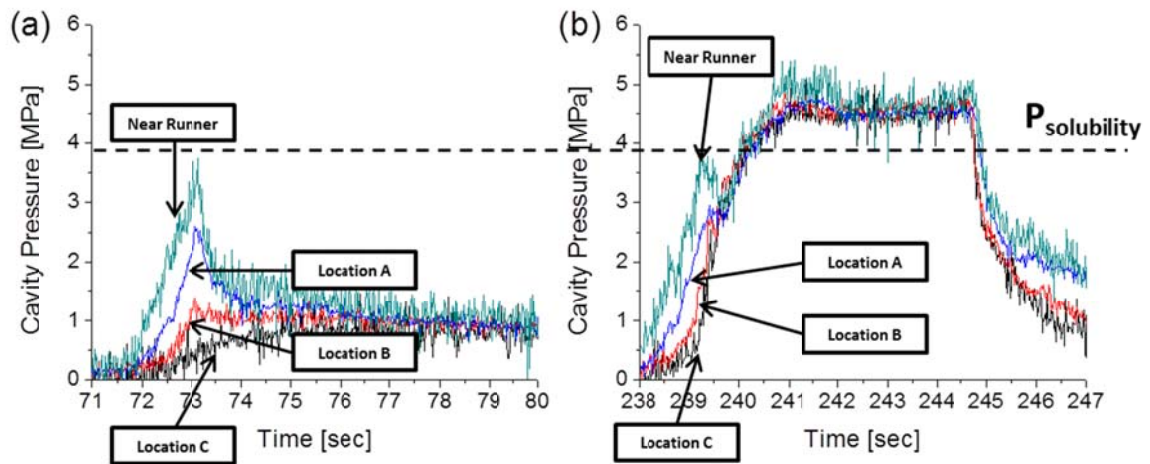 (a)
Cavity Pressure [MPa]
6
5
4
3
2
1
0
71 72 73 74 75 76 77 78 79 80
Time [sec]
Near Runner
Location A
Location B
Location C
(b)
Cavity Pressure [MPa]
6
5
4
3
2
1
0
238 239 240 241 242 243 244 245 246 247
Time [sec]
Near Runner
Location A
Location B
Location C
Psolubility